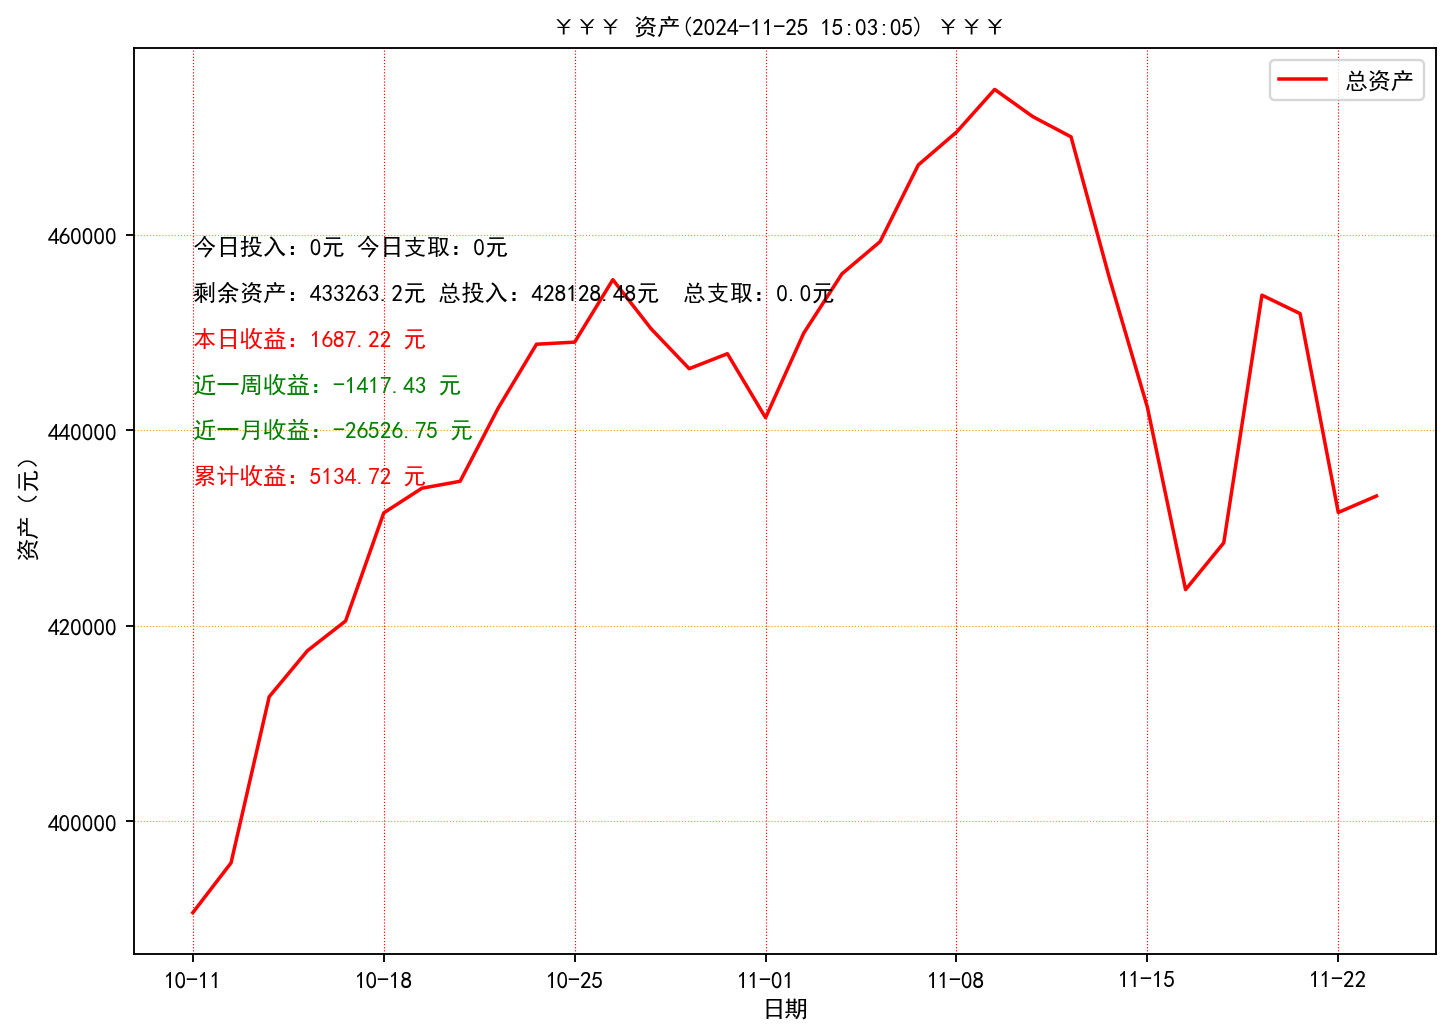 ￥￥￥ 资产(2024-11-25 15:03:05) ￥￥￥
总资产
460000
今日投入：0元 今日支取：0元
剩余资产：433263.2元 总投入：428128.48元  总支取：0.0元
本日收益：1687.22 元
近一周收益：-1417.43 元
440000
近一月收益：-26526.75 元
累计收益：5134.72 元
资产（元）
420000
400000
10-11 10-18 10-25 11-01 11-08 11-15 11-22
日期